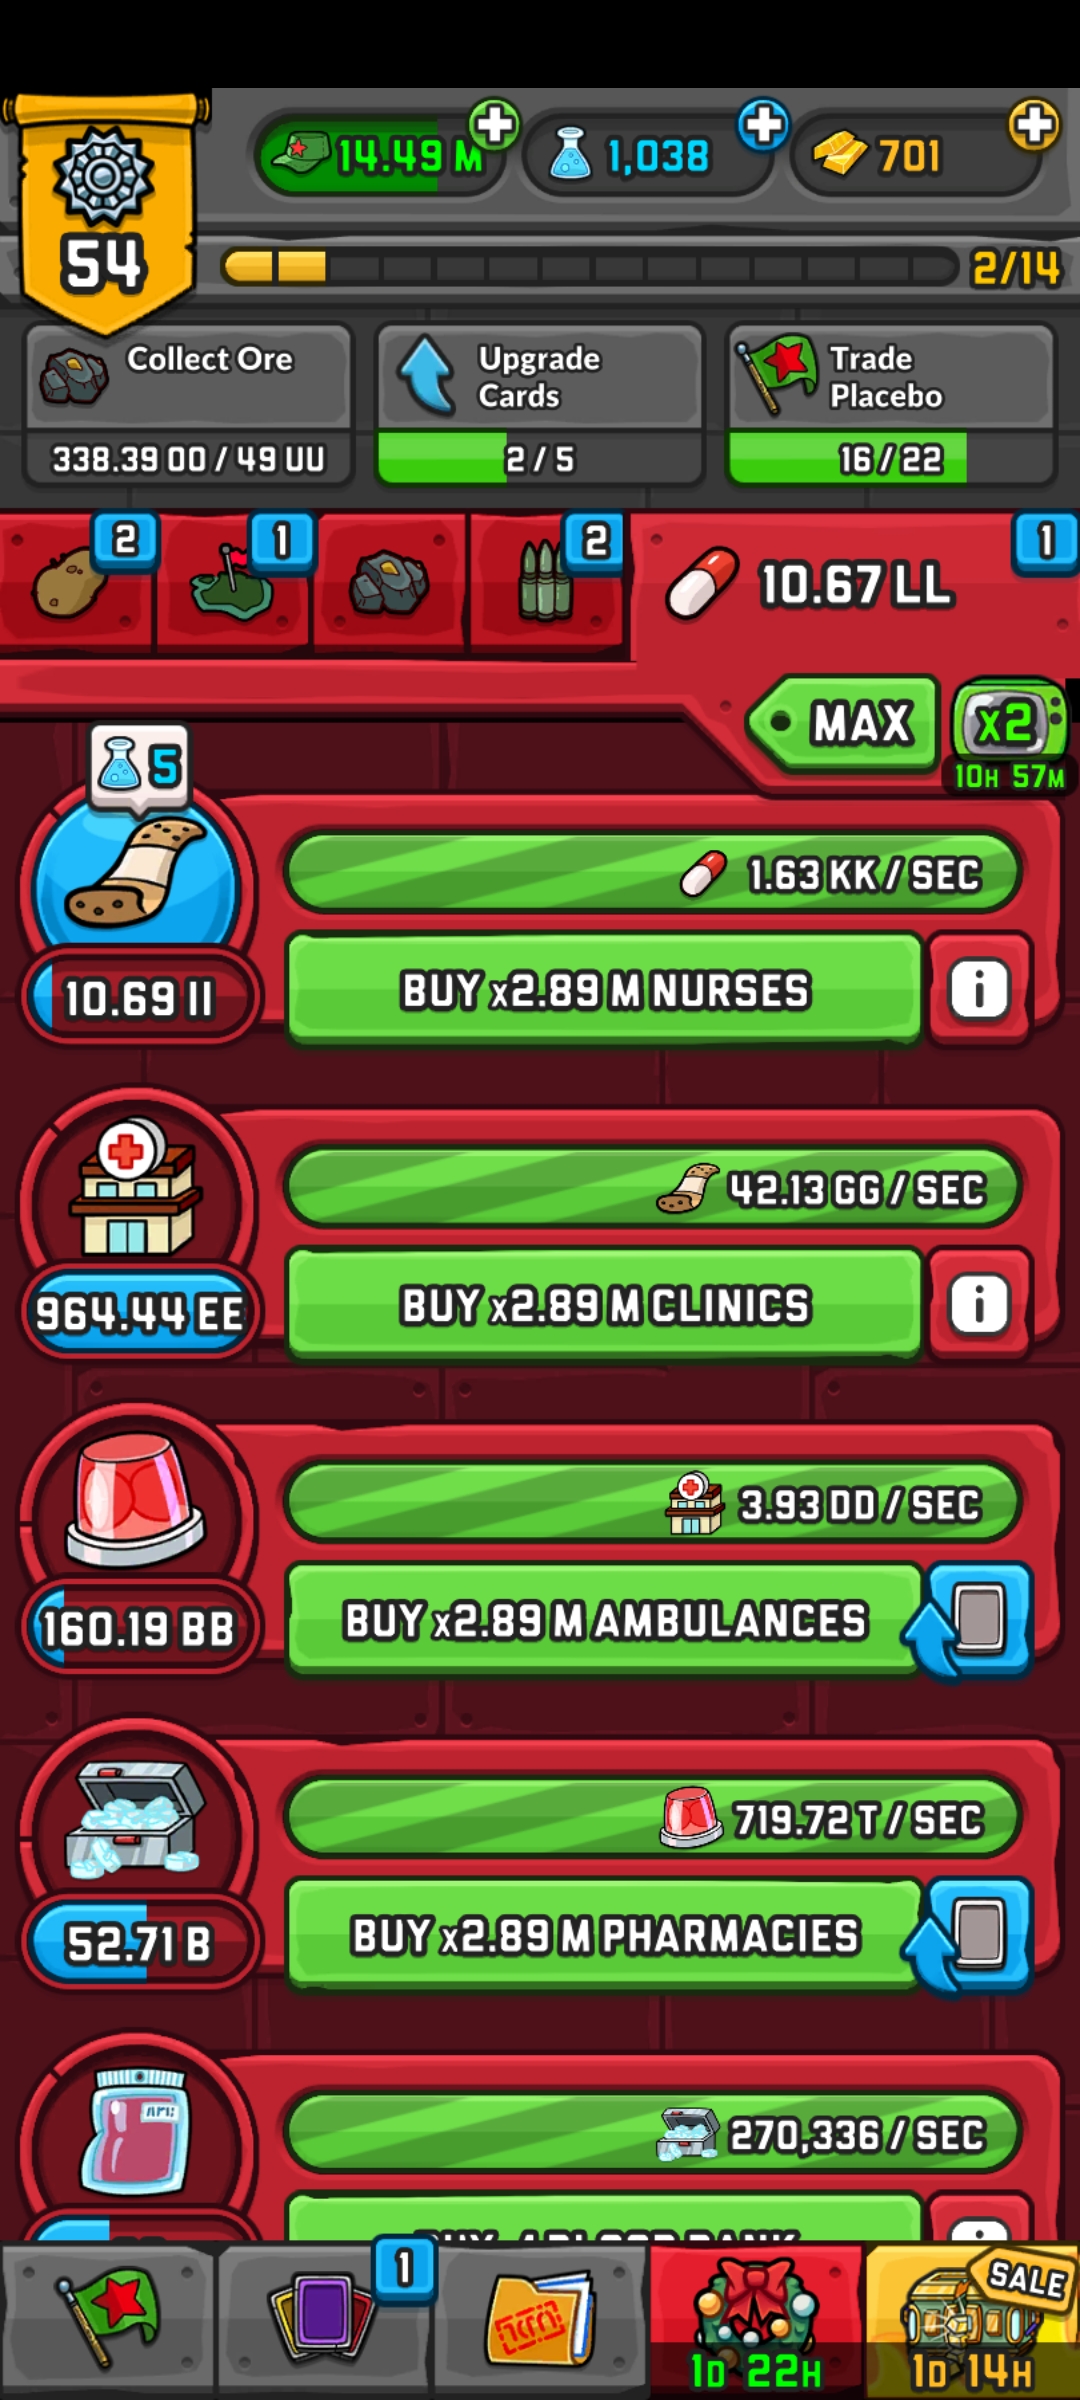 14.49 M
1,038
701
54
2/14
Collect Ore
338.39 OO / 49 UU
Upgrade
Cards
2 / 5
Trade
Placebo
16 / 22
2
1
2
10.67 LL
1
MAX
x2
10H 57M
5
1.63 KK / SEC
10.69 II
BUY x2.89 M NURSES
i
42.13 GG / SEC
964.44 EE
BUY x2.89 M CLINICS
i
3.93 DD / SEC
160.19 BB
BUY x2.89 M AMBULANCES
719.72 T / SEC
52.71 B
BUY x2.89 M PHARMACIES
270,336 / SEC
1
SALE
1D 22H
1D 14H